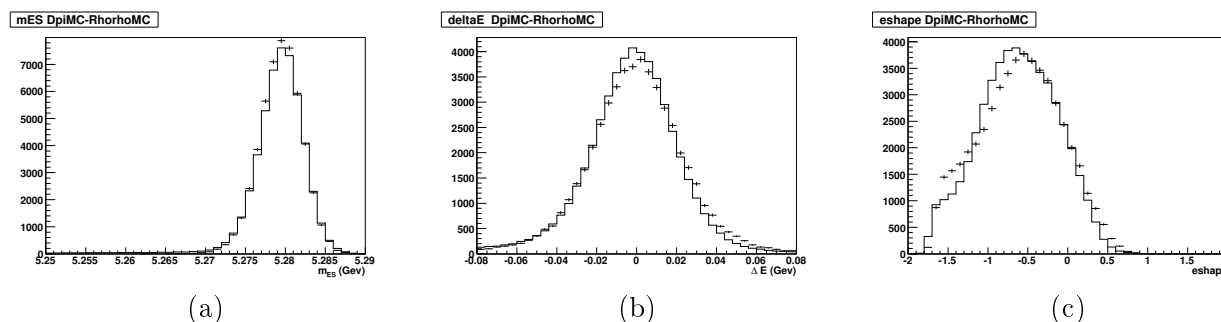 mES DpiMC-RhorhoMC
7000
6000
5000
4000
3000
2000
1000
0
5.25 5.255 5.26 5.265 5.27 5.275 5.28 5.285 5.29
mES (Gev)
(a)
deltaE DpiMC-RhorhoMC
4000
3500
3000
2500
2000
1500
1000
500
0
-0.08 -0.06 -0.04 -0.02 0 0.02 0.04 0.06 0.08
Δ E (Gev)
(b)
eshape DpiMC-RhorhoMC
4000
3500
3000
2500
2000
1500
1000
500
0
-2 -1.5 -1 -0.5 0 0.5 1 1.5
eshap
(c)